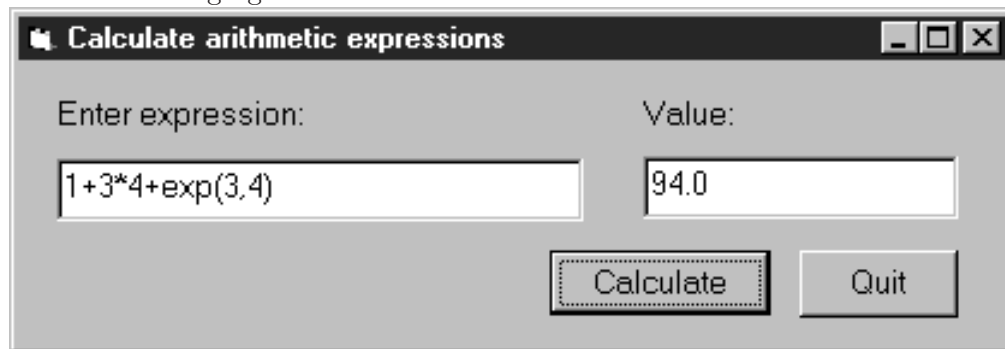 Calculate arithmetic expressions
Enter expression: Value:
1+3*4+exp(3,4) 94.0
Calculate Quit